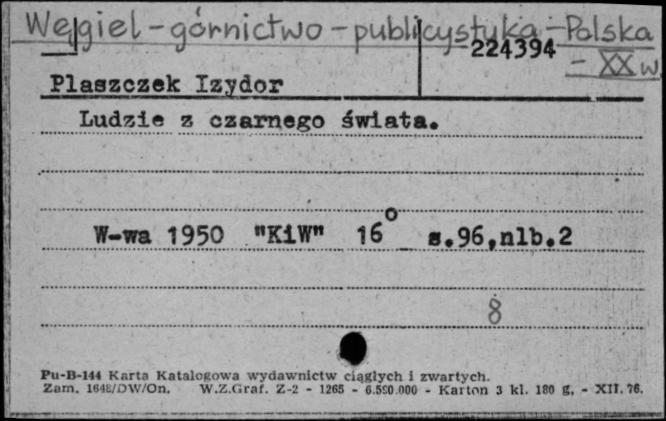 Węgiel - górnictwo - publicystyka - Polska
- XX w
224394
Plaszczek Izydor
Ludzie z czarnego świata.
W-wa 1950 "KiW" 16° s.96,nlb.2
8
Pu-B-144 Karta Katalogowa wydawnictw ciągłych i zwartych.
Zam. 1648/DW/On. W.Z.Graf. Z-2 - 1265 - 6.550.000 - Karton 3 kl. 180 g. - XII. 76.